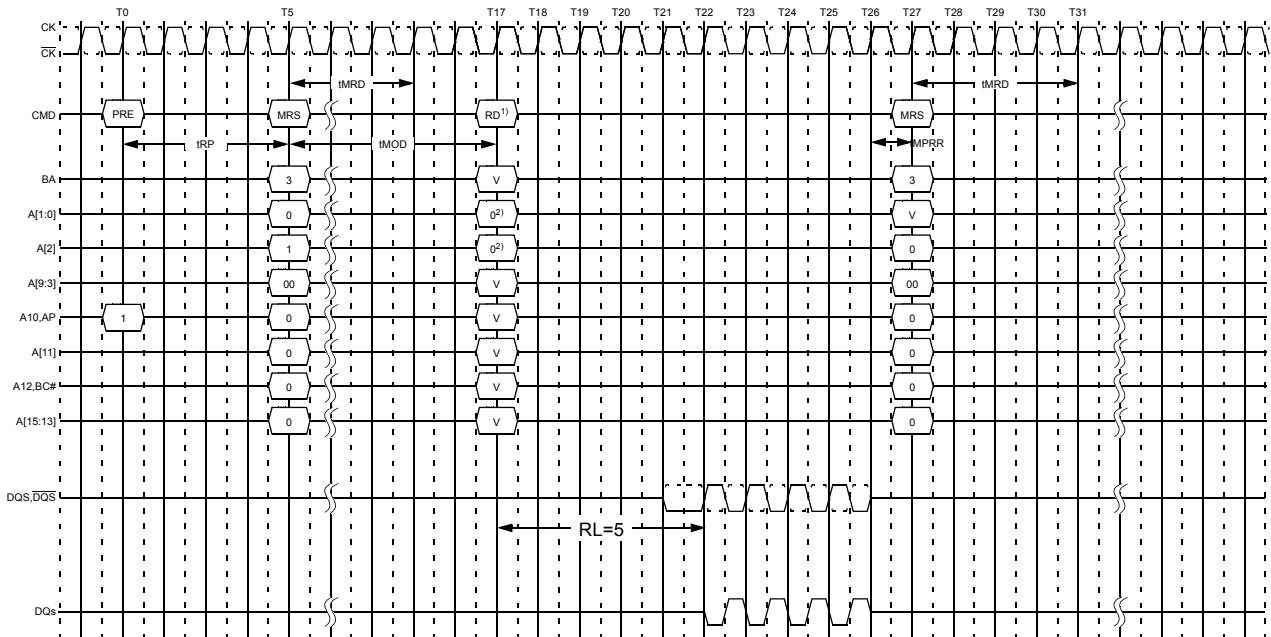 T0 T5 T17 T18 T19 T20 T21 T22 T23 T24 T25 T26 T27 T28 T29 T30 T31
CK
CK
tMRD tMRD
CMD PRE MRS RD1) MRS
tRP tMOD tMPRR
BA 3 V 3
A[1:0] 0 02) V
A[2] 1 02) 0
A[9:3] 00 V 00
A10,AP 1 0 V 0
A[11] 0 V 0
A12,BC# 0 V 0
A[15:13] 0 V 0
DQS,DQS
RL=5
DQs